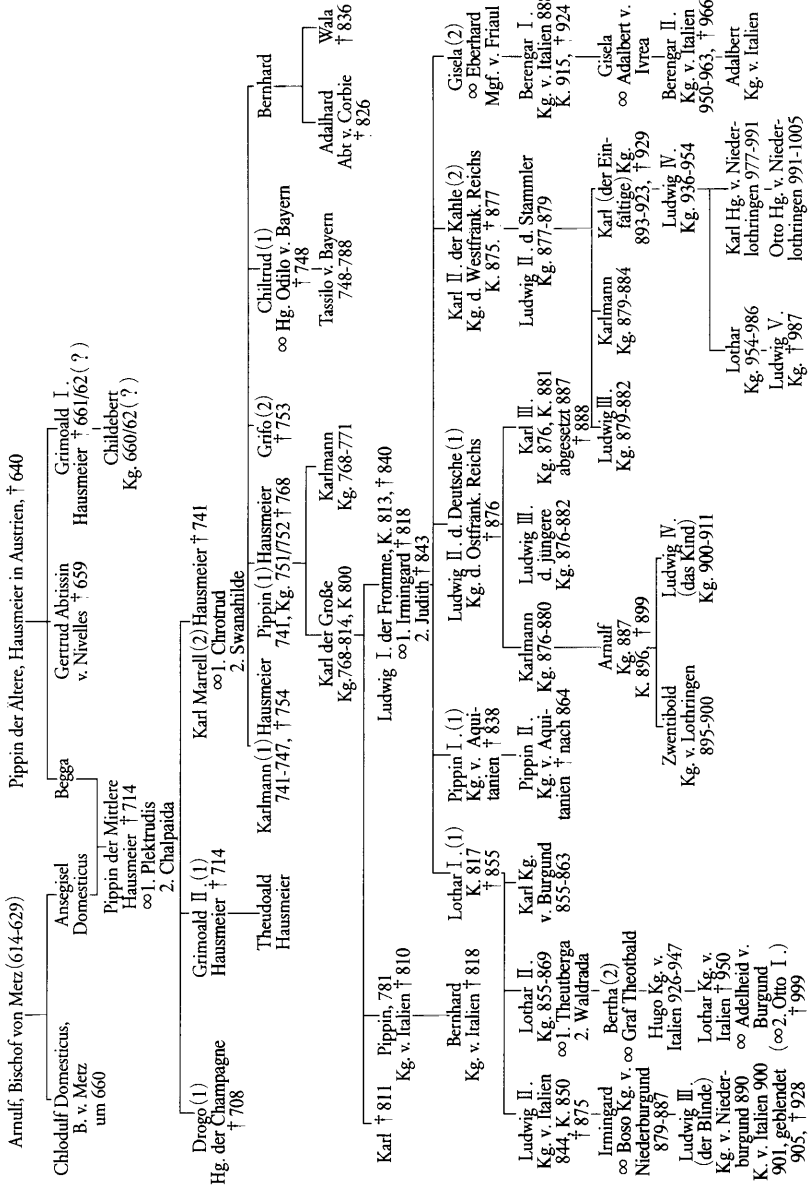 Arnulf, Bischof von Metz (614-629)
Pippin der Ältere, Hausmeier in Austrien, † 640
Chlodulf Domesticus,
B. v. Metz
um 660
Ansegisel
Domesticus
Begga
Gertrud Äbtissin
v. Nivelles † 659
Grimoald I.
Hausmeier † 661/62 (?)
Childebert
Kg. 660/62 (?)
Pippin der Mittlere
Hausmeier † 714
∞1. Plektrudis
2. Chalpaida
Drogo (1)
Hg. der Champagne
† 708
Grimoald II. (1)
Hausmeier † 714
Theudoald
Hausmeier
Karl Martell (2) Hausmeier † 741
∞1. Chrotrud
2. Swanahilde
Karlmann (1) Hausmeier
741-747, † 754
Pippin (1) Hausmeier
741, Kg. 751/752 † 768
Grifo (2)
† 753
Chiltrud (1)
∞ Hg. Odilo v. Bayern
† 748
Tassilo v. Bayern
748-788
Bernhard
Adalhard
Abt v. Corbie
† 826
Wala
† 836
Karl der Große
Kg.768-814, K 800
Karlmann
Kg. 768-771
Karl † 811
Pippin, 781
Kg. v. Italien † 810
Ludwig I. der Fromme, K. 813, † 840
∞1. Irmingard † 818
2. Judith † 843
Bernhard
Kg. v. Italien † 818
Lothar I. (1)
K. 817
† 855
Pippin I. (1)
Kg. v. Aqui-
tanien † 838
Pippin II.
Kg. v. Aqui-
tanien † nach 864
Ludwig II. d. Deutsche (1)
Kg. d. Ostfränk. Reichs
† 876
Karl II. der Kahle (2)
Kg. d. Westfränk. Reichs
K. 875. † 877
Gisela (2)
∞ Eberhard
Mgf. v. Friaul
Ludwig II.
Kg. v. Italien
844, K. 850
† 875
Irmingard
∞ Boso Kg. v.
Niederburgund
879-887
Ludwig III.
(der Blinde)
Kg. v. Nieder-
burgund 890
K. v. Italien 900
901, geblendet
905, † 928
Lothar II.
Kg. 855-869
∞1. Theutberga
2. Waldrada
Bertha (2)
∞ Graf Theotbald
Hugo Kg. v.
Italien 926-947
Lothar Kg. v.
Italien † 950
∞ Adelheid v.
Burgund
(∞2. Otto I.)
† 999
Karl Kg.
v. Burgund
855-863
Karlmann
Kg. 876-880
Arnulf
Kg. 887
K. 896, † 899
Zwentibold
Kg. v. Lothringen
895-900
Ludwig IV.
(das Kind)
Kg. 900-911
Ludwig III.
d. jüngere
Kg. 876-882
Karl III.
Kg. 876, K. 881
abgesetzt 887
† 888
Ludwig II. d. Stammler
Kg. 877-879
Ludwig III.
Kg. 879-882
Karlmann
Kg. 879-884
Karl (der Ein-
fältige) Kg.
893-923, † 929
Ludwig IV.
Kg. 936-954
Lothar
Kg. 954-986
Ludwig V.
Kg. † 987
Karl Hg. v. Nieder-
lothringen 977-991
Otto Hg. v. Nieder-
lothringen 991-1005
Berengar I.
Kg. v. Italien 888
K. 915, † 924
Gisela
∞ Adalbert v.
Ivrea
Berengar II.
Kg. v. Italien
950-963, † 966
Adalbert
Kg. v. Italien